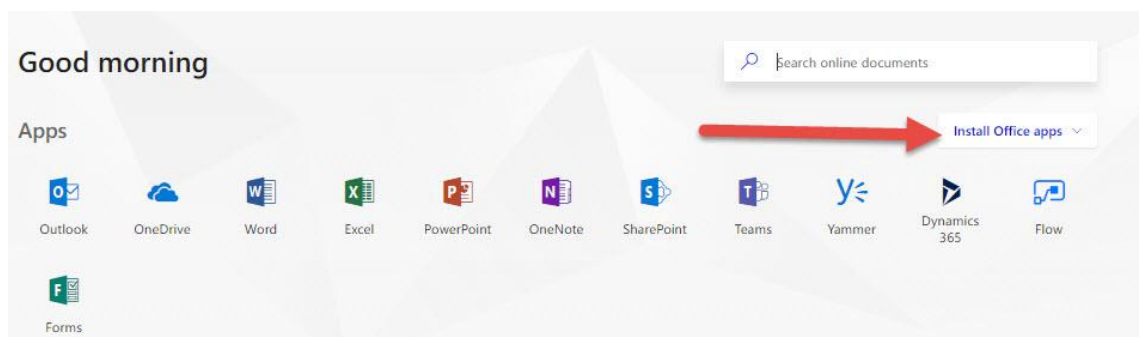 Good morning
Search online documents
Apps
Install Office apps
Outlook
OneDrive
Word
Excel
PowerPoint
OneNote
SharePoint
Teams
Yammer
Dynamics
365
Flow
Forms